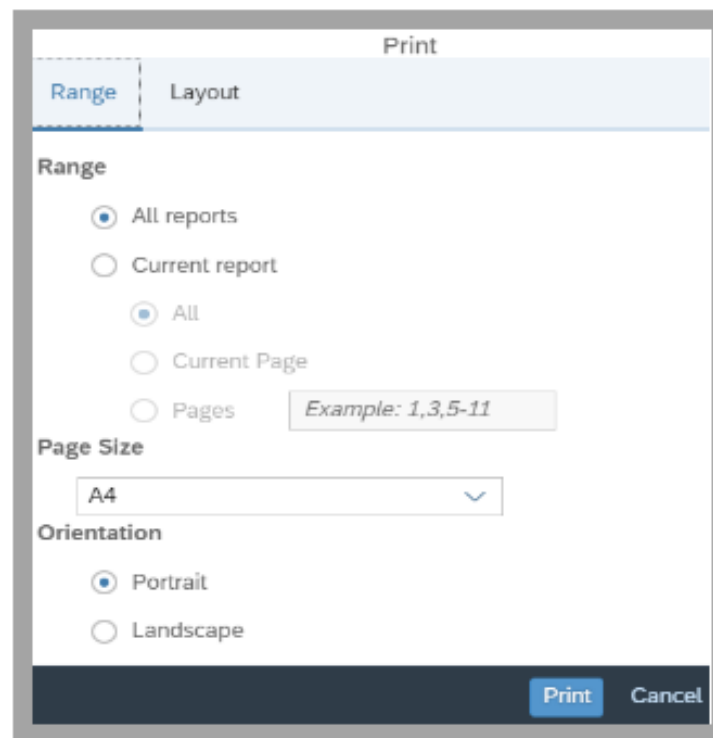 Print
Range Layout
Range
All reports
Current report
All
Current Page
Pages Example: 1,3,5-11
Page Size
A4
Orientation
Portrait
Landscape
Print Cancel